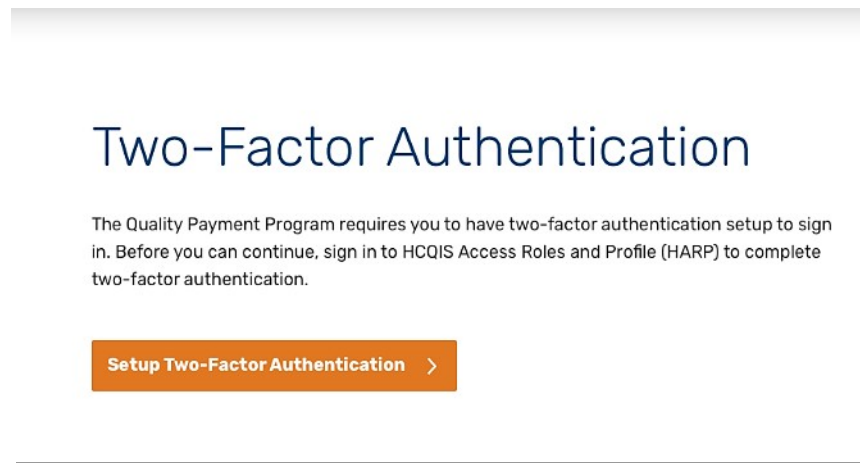 Two-Factor Authentication
The Quality Payment Program requires you to have two-factor authentication setup to sign
in. Before you can continue, sign in to HCQIS Access Roles and Profile (HARP) to complete
two-factor authentication.
Setup Two-Factor Authentication